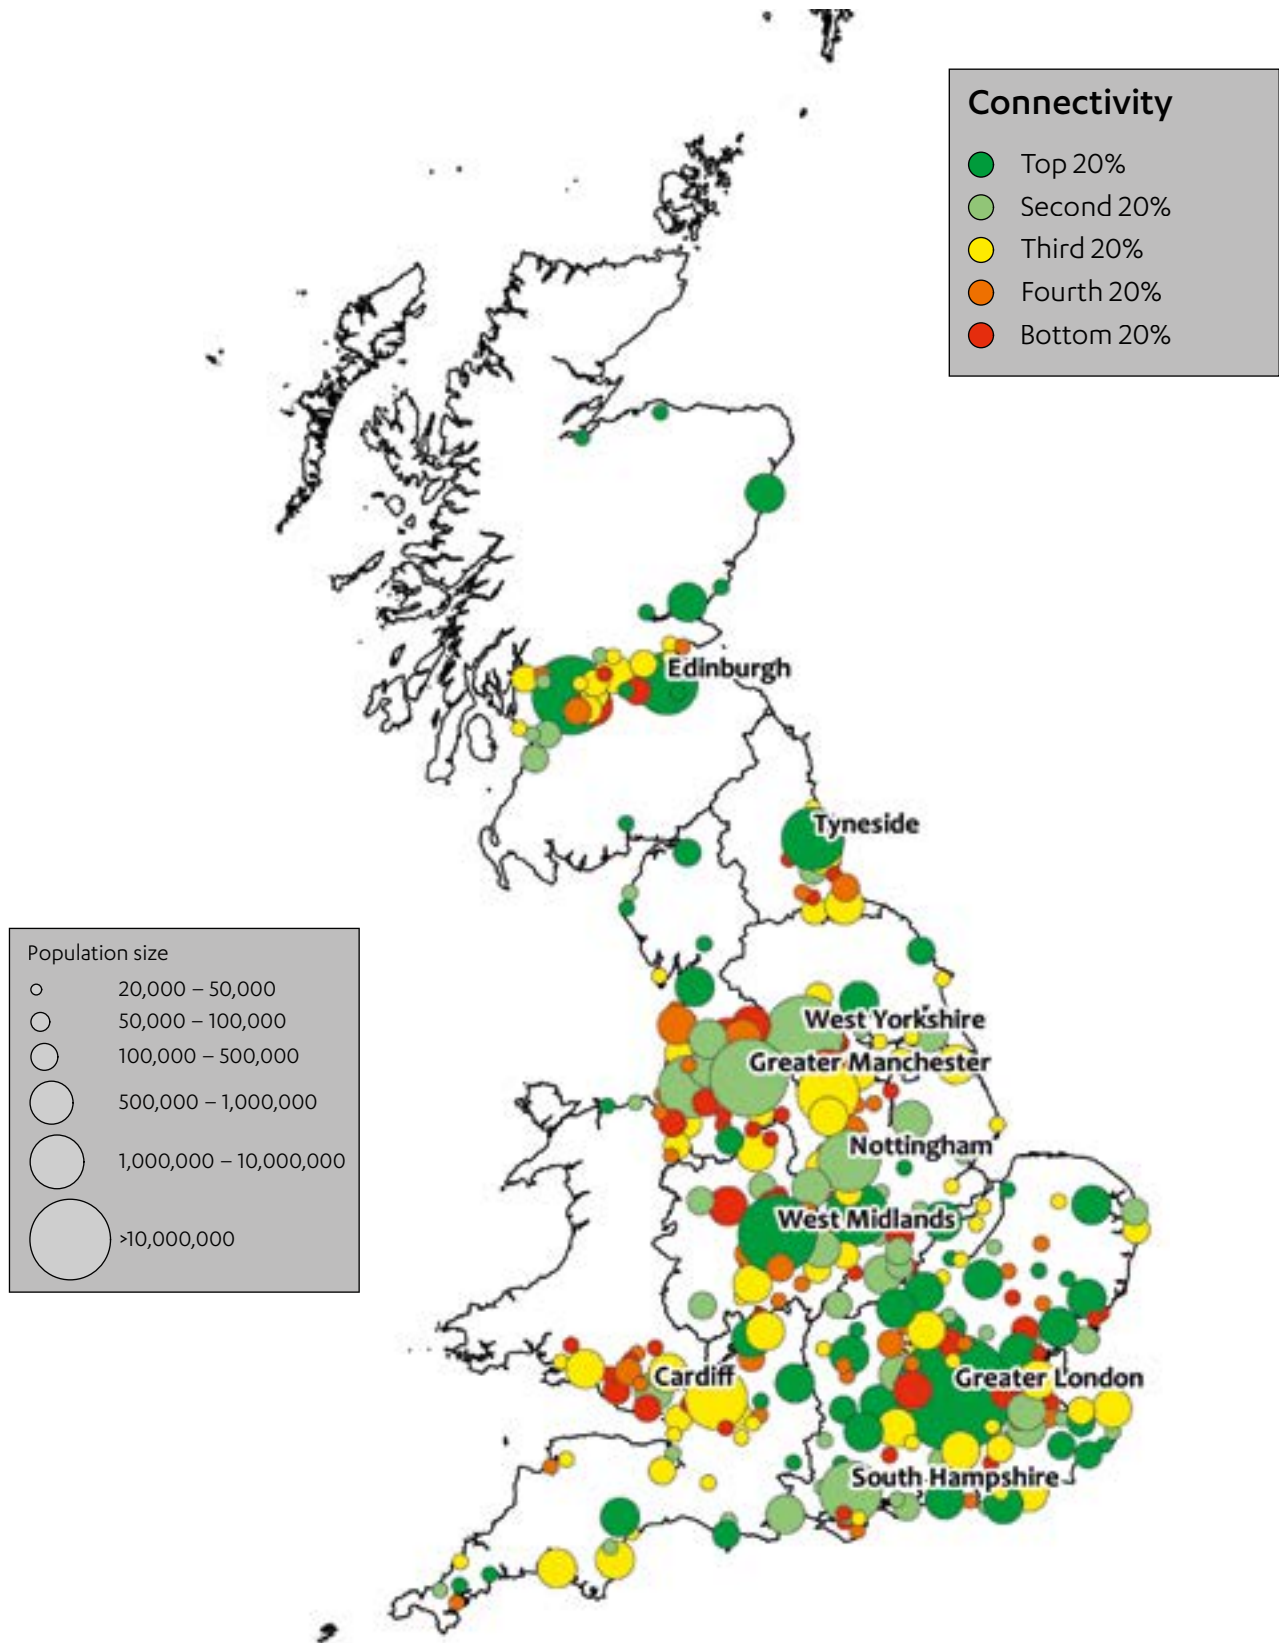 Connectivity
Top 20%
Second 20%
Third 20%
Fourth 20%
Bottom 20%
Edinburgh
Tyneside
Population size
20,000 – 50,000
50,000 – 100,000
100,000 – 500,000
500,000 – 1,000,000
1,000,000 – 10,000,000
>10,000,000
West Yorkshire
Greater Manchester
Nottingham
West Midlands
Cardiff
Greater London
South Hampshire